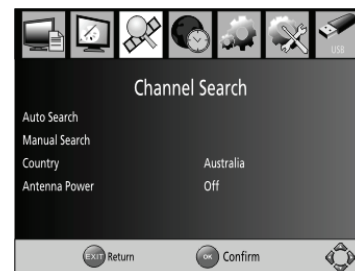 USB
Channel Search
Auto Search
Manual Search
Country Australia
Antenna Power Off
EXIT Return OK Confirm